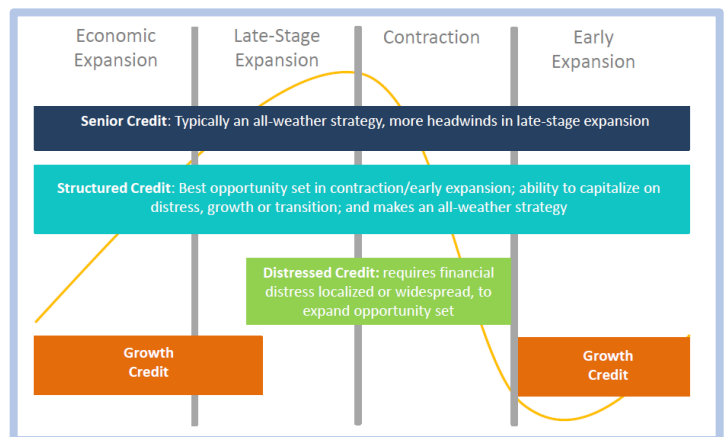 Economic
Expansion
Late-Stage
Expansion
Contraction
Early
Expansion
Senior Credit: Typically an all-weather strategy, more headwinds in late-stage expansion
Structured Credit: Best opportunity set in contraction/early expansion; ability to capitalize on
distress, growth or transition; and makes an all-weather strategy
Distressed Credit: requires financial
distress localized or widespread, to
expand opportunity set
Growth
Credit
Growth
Credit